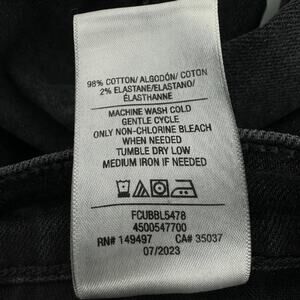 98% COTTON/ ALGODÓN/ COTON
2% ELASTANE/ELASTANO/
ÉLASTHANNE
MACHINE WASH COLD
GENTLE CYCLE
ONLY NON-CHLORINE BLEACH
WHEN NEEDED
TUMBLE DRY LOW
MEDIUM IRON IF NEEDED
FCUBBL5478
4500547700
RN# 149497 CA# 35037
07/2023